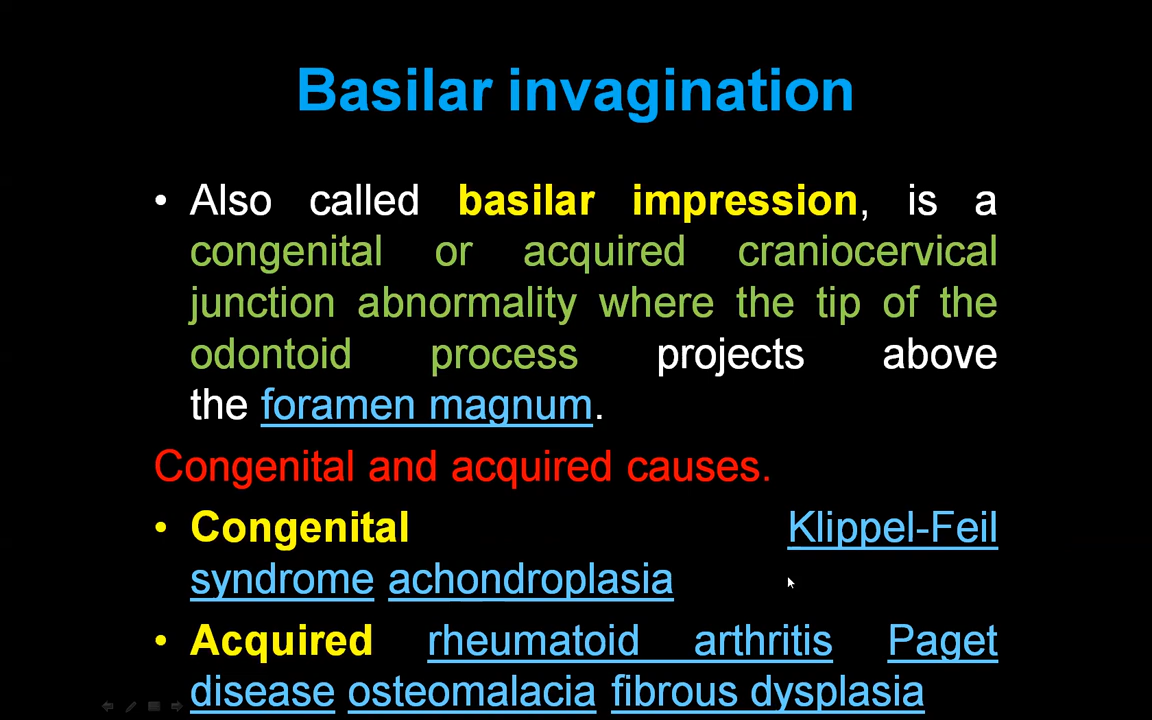 Basilar invagination
• Also called basilar impression, is a
congenital or acquired craniocervical
junction abnormality where the tip of the
odontoid process projects above
the foramen magnum.
Congenital and acquired causes.
• Congenital Klippel-Feil
syndrome achondroplasia
• Acquired rheumatoid arthritis Paget
disease osteomalacia fibrous dysplasia